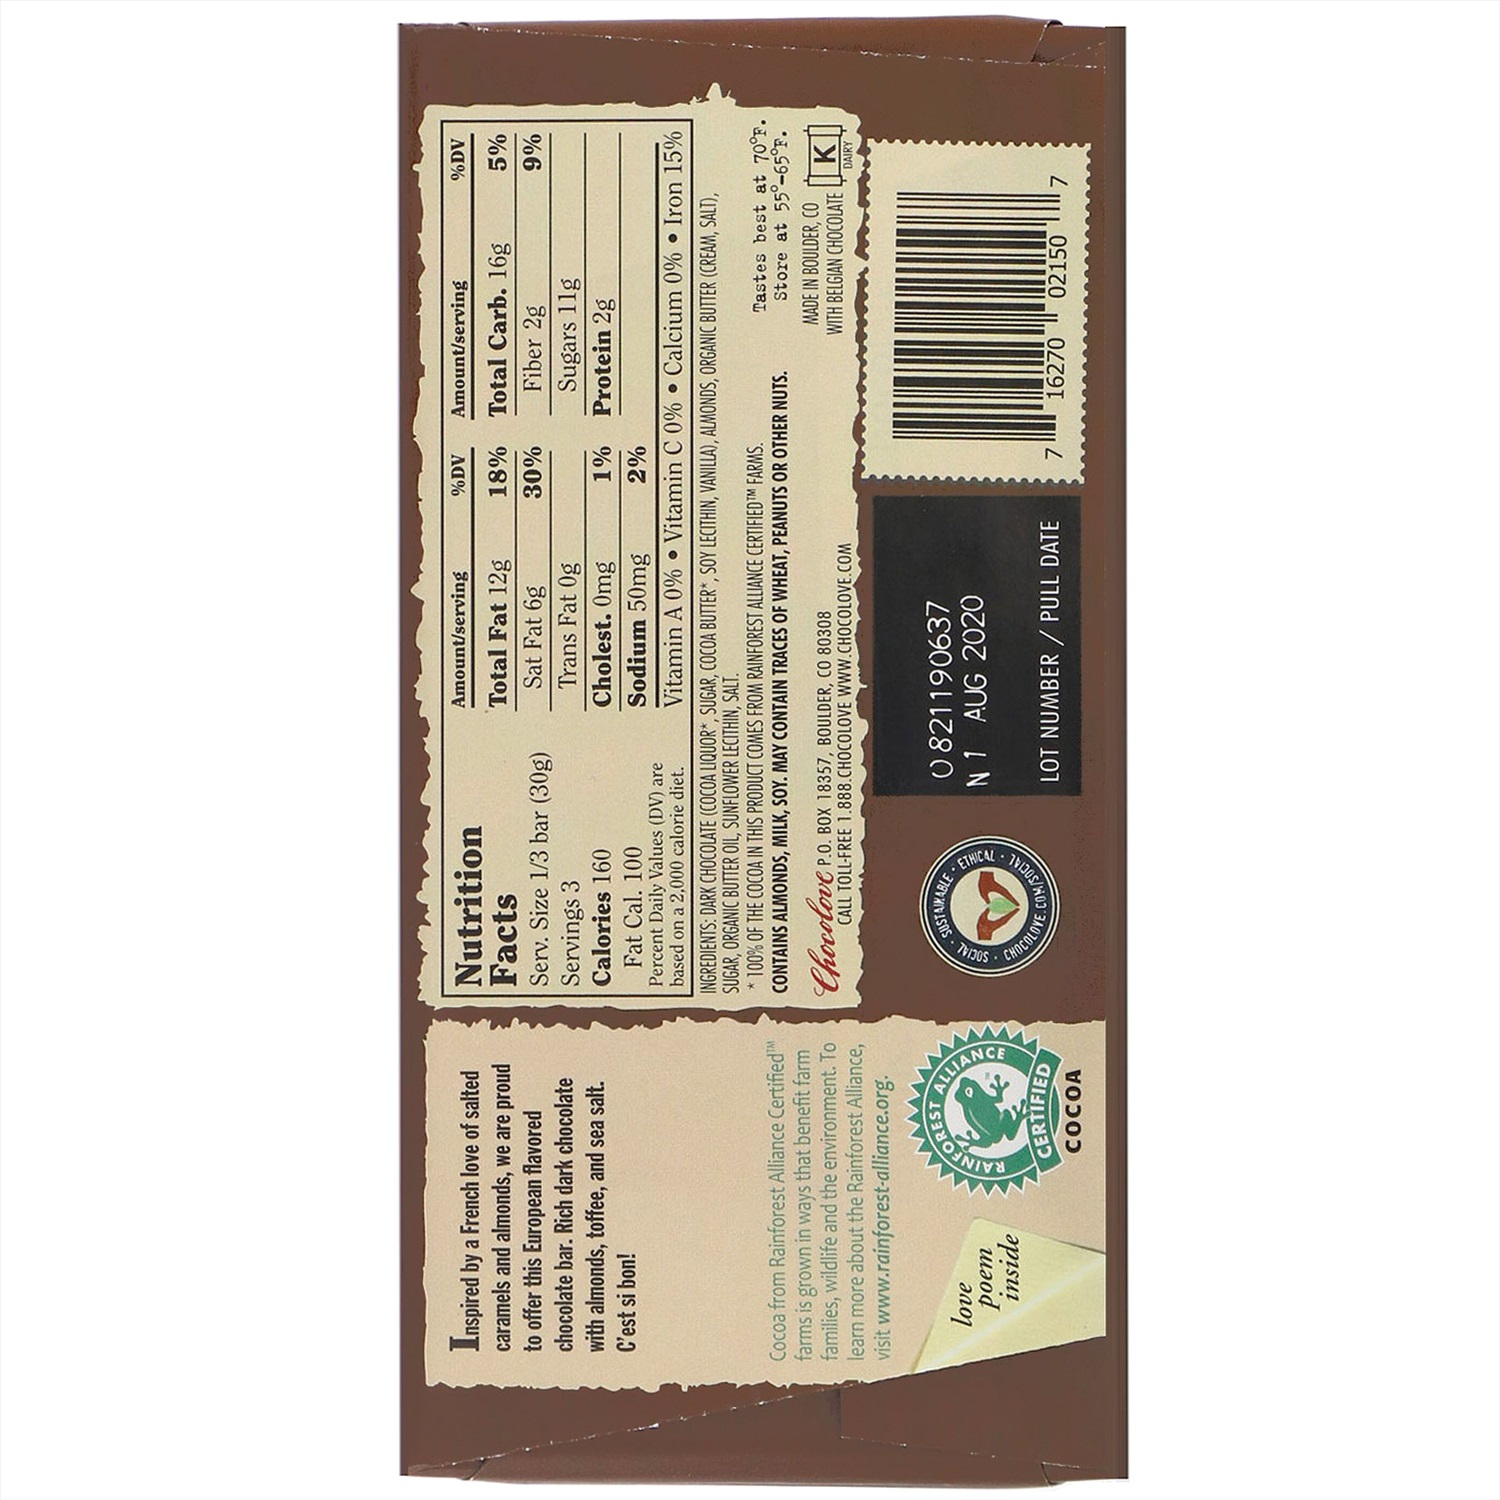 Inspired by a French love of salted
caramels and almonds, we are proud
to offer this European flavored
chocolate bar. Rich dark chocolate
with almonds, toffee, and sea salt.
C'est si bon!
Cocoa from Rainforest Alliance Certified™
farms is grown in ways that benefit farm
families, wildlife and the environment. To
learn more about the Rainforest Alliance,
visit www.rainforest-alliance.org.
love
poem
inside
RAINFOREST ALLIANCE
TM
CERTIFIED
COCOA
Nutrition
Facts
Serv. Size 1/3 bar (30g)
Servings 3
Calories 160
Fat Cal. 100
Percent Daily Values (DV) are
based on a 2,000 calorie diet.
Amount/serving %DV Amount/serving %DV
Total Fat 12g 18% Total Carb. 16g 5%
Sat Fat 6g 30% Fiber 2g 9%
Trans Fat 0g Sugars 11g
Cholest. 0mg 1% Protein 2g
Sodium 50mg 2%
Vitamin A 0% • Vitamin C 0% • Calcium 0% • Iron 15%
INGREDIENTS: DARK CHOCOLATE (COCOA LIQUOR*, SUGAR, COCOA BUTTER*, SOY LECITHIN, VANILLA), ALMONDS, ORGANIC BUTTER (CREAM, SALT),
SUGAR, ORGANIC BUTTER OIL, SUNFLOWER LECITHIN, SALT.
* 100% OF THE COCOA IN THIS PRODUCT COMES FROM RAINFOREST ALLIANCE CERTIFIED™ FARMS.
CONTAINS ALMONDS, MILK, SOY. MAY CONTAIN TRACES OF WHEAT, PEANUTS OR OTHER NUTS.
Tastes best at 70°F.
Store at 55°–65°F.
Chocolove P.O. BOX 18357, BOULDER, CO 80308
CALL TOLL-FREE 1.888.CHOCOLOVE WWW.CHOCOLOVE.COM
MADE IN BOULDER, CO
WITH BELGIAN CHOCOLATE
K
DAIRY
SOCIAL • SUSTAINABLE • ETHICAL •
CHOCOLOVE.COM/SOCIAL
0821190637
N 1 AUG 2020
LOT NUMBER / PULL DATE
7 16270 02150 7